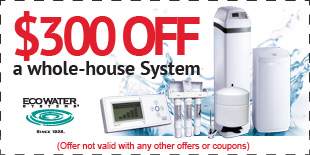 $300 OFF
a whole-house System
ECOWATER
SYSTEMS
SINCE 1925.
(Offer not valid with any other offers or coupons)